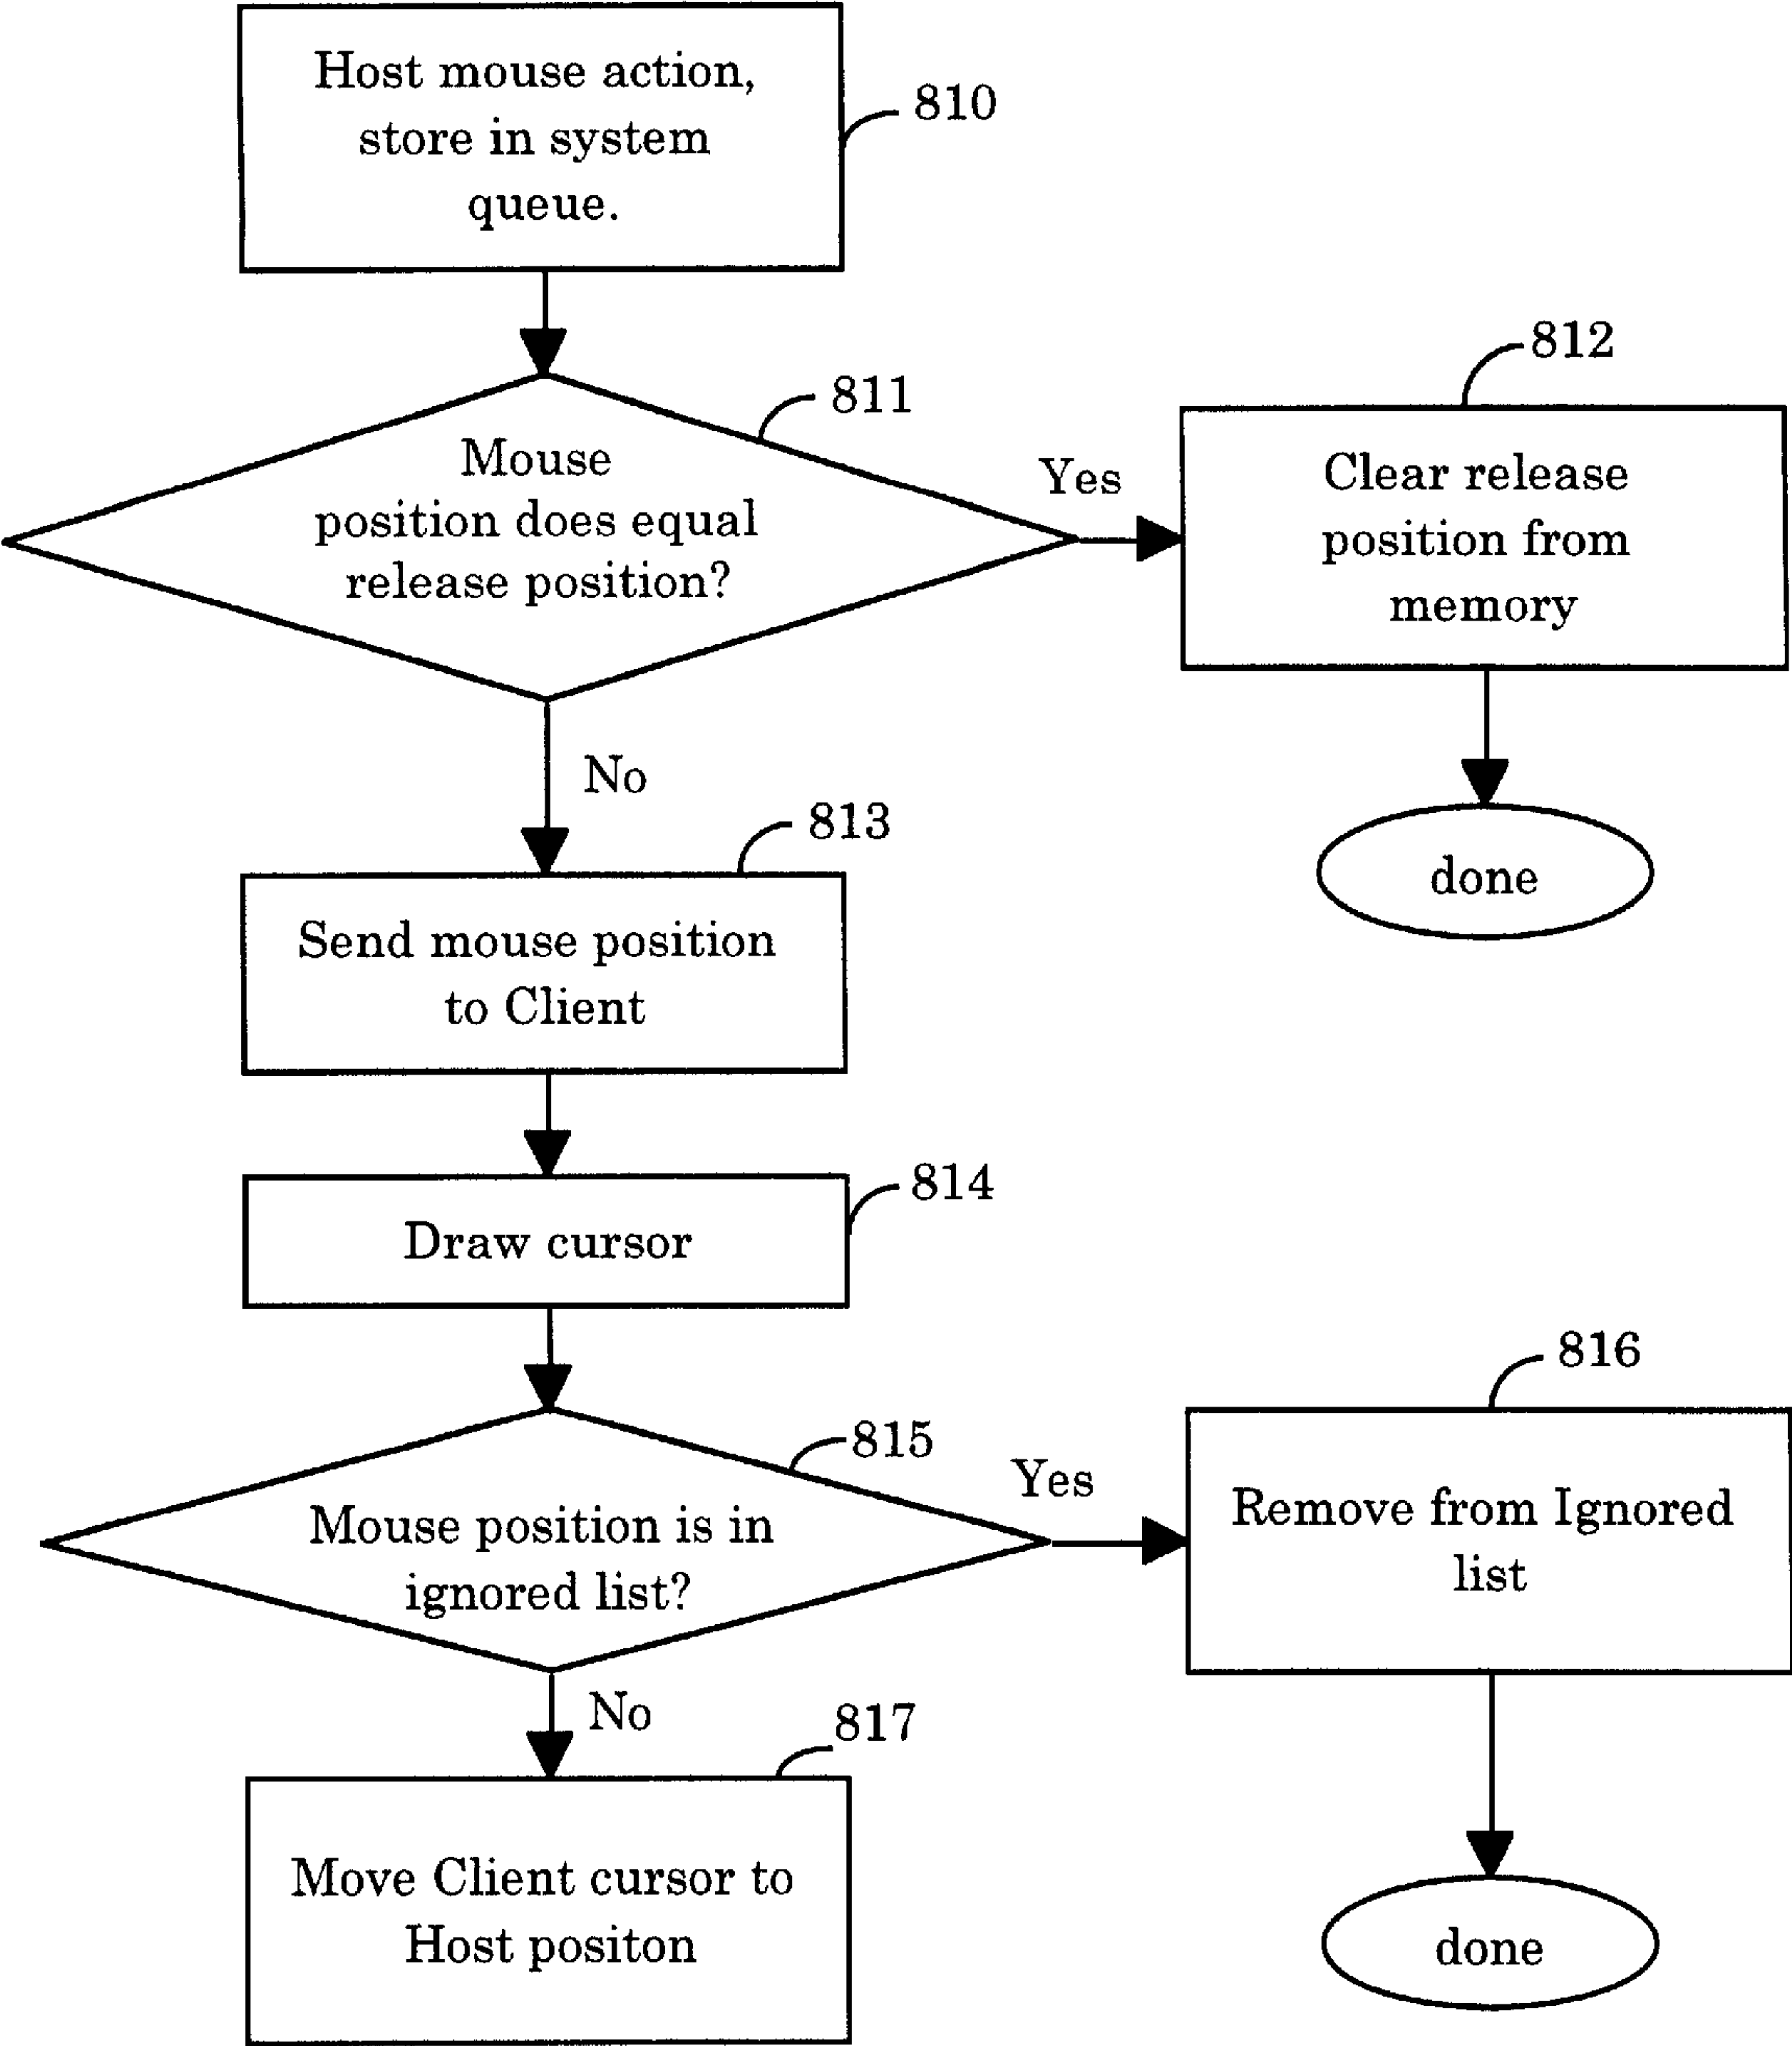 Host mouse action,
store in system
queue.
810
811
Mouse
position does equal
release position?
Yes
812
Clear release
position from
memory
done
No
813
Send mouse position
to Client
814
Draw cursor
815
Mouse position is in
ignored list?
Yes
816
Remove from Ignored
list
done
No
817
Move Client cursor to
Host positon